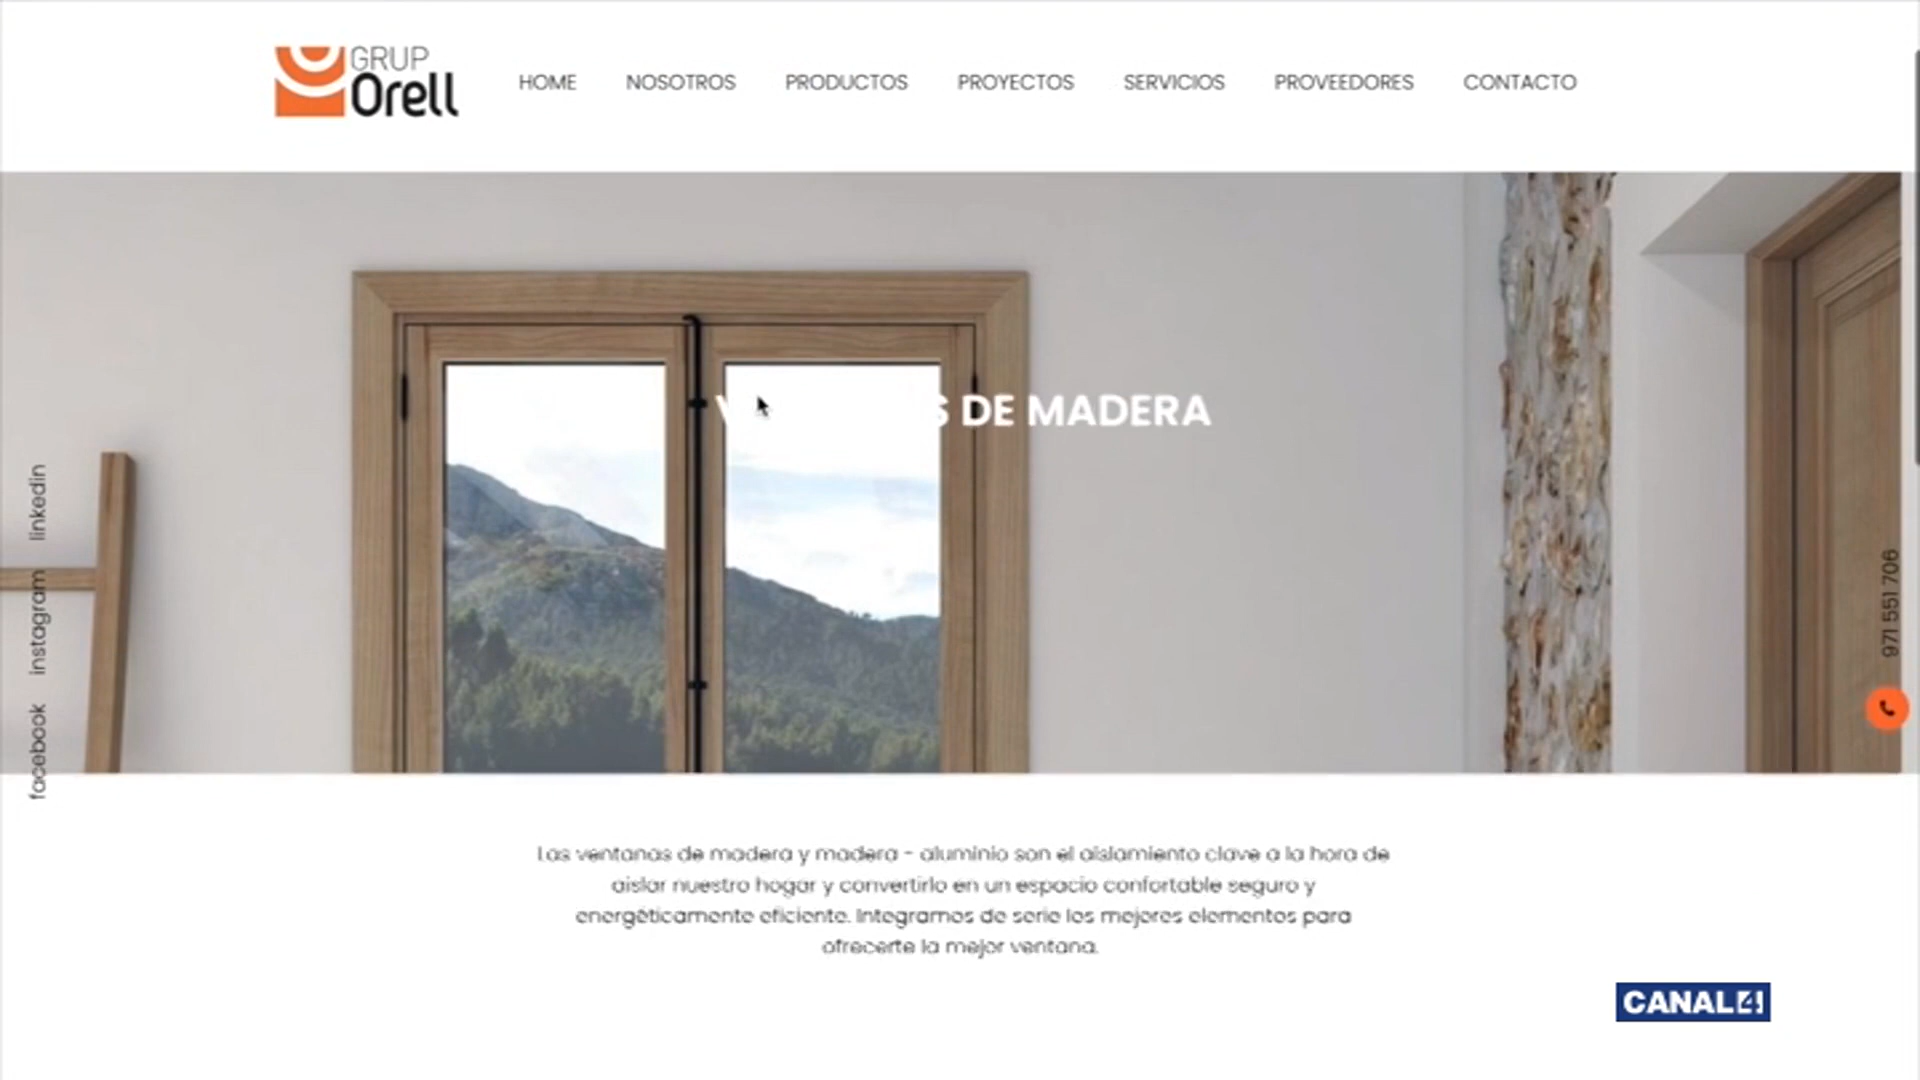 GRUP
Orell
HOME NOSOTROS PRODUCTOS PROYECTOS SERVICIOS PROVEEDORES CONTACTO
S DE MADERA
linkedin
instagram
facebook
971 551 706
Las ventanas de madera y madera - aluminio son el aislamiento clave a la hora de
aislar nuestro hogar y convertirlo en un espacio confortable seguro y
energéticamente eficiente. Integramos de serie los mejores elementos para
ofrecerte la mejor ventana.
CANAL4